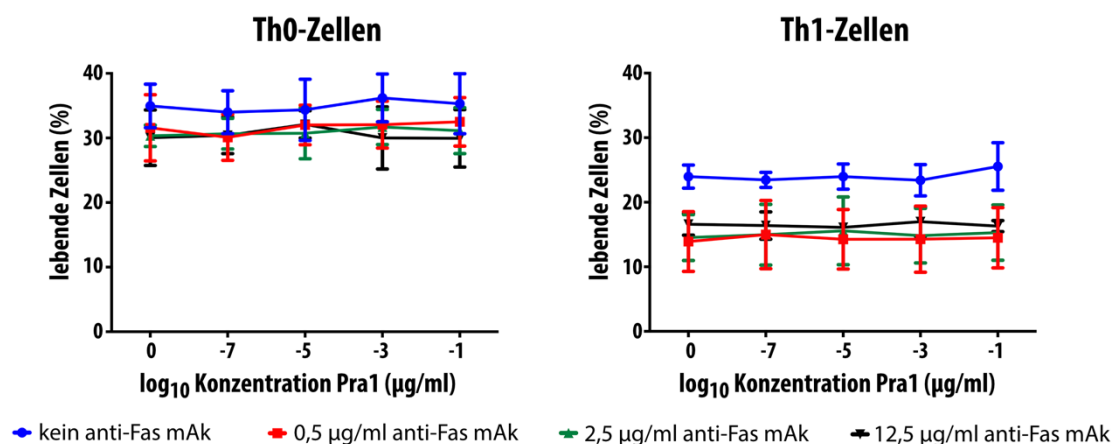 Th0-Zellen
lebende Zellen (%)
40
30
20
10
0
0 -7 -5 -3 -1
log10 Konzentration Pra1 (µg/ml)
Th1-Zellen
lebende Zellen (%)
40
30
20
10
0
0 -7 -5 -3 -1
log10 Konzentration Pra1 (µg/ml)
kein anti-Fas mAk 0,5 µg/ml anti-Fas mAk 2,5 µg/ml anti-Fas mAk 12,5 µg/ml anti-Fas mAk